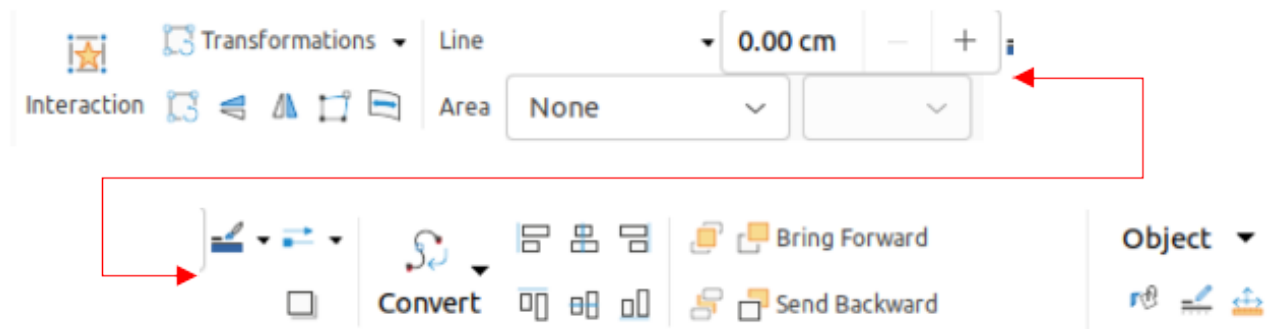 Transformations
Line
0.00 cm
Interaction
Area
None
Bring Forward
Object
Convert
Send Backward